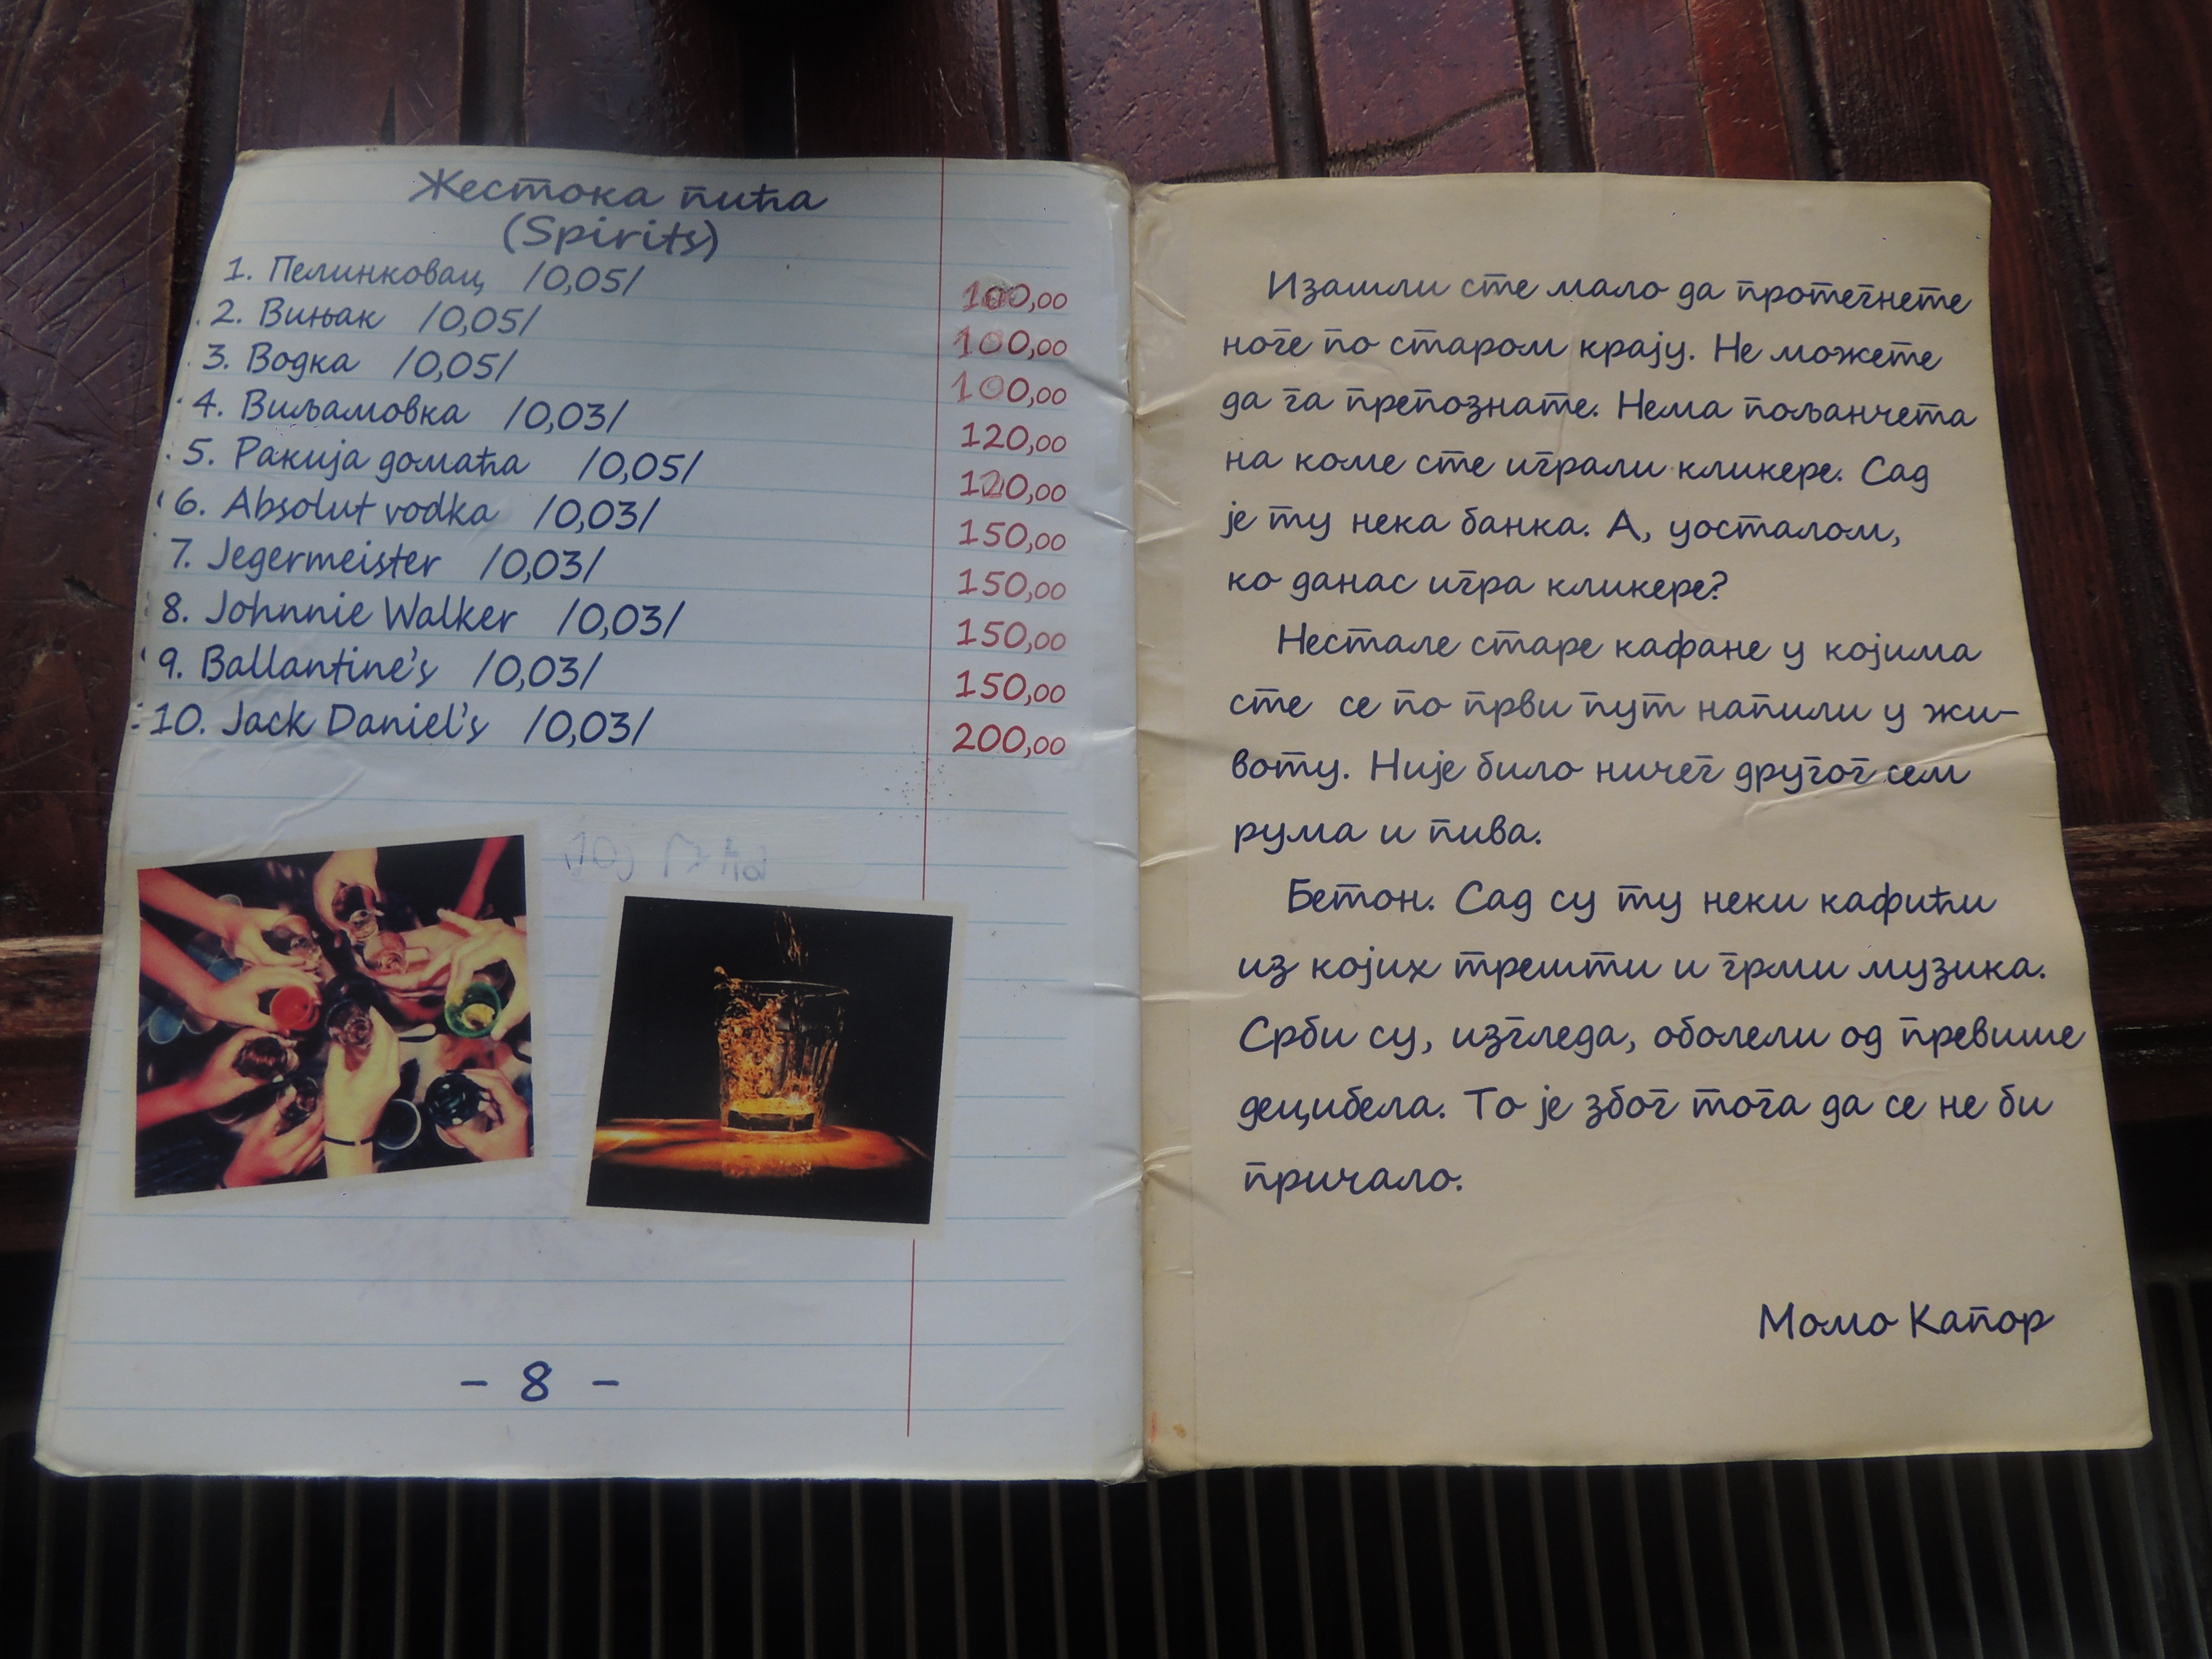 Жестока пића
(Spirits)
1. Пелинковац /0,05/ 100,00
2. Вињак /0,05/ 100,00
3. Водка /0,05/ 100,00
4. Виљамовка /0,03/ 120,00
5. Ракија домаћа /0,05/ 120,00
6. Absolut vodka /0,03/ 150,00
7. Jegermeister /0,03/ 150,00
8. Johnnie Walker /0,03/ 150,00
9. Ballantine's /0,03/ 150,00
10. Jack Daniel's /0,03/ 200,00
- 8 -
Изашли сте мало да протегнете
ноге по старом крају. Не можете
да га препознате. Нема пољанчета
на коме сте играли кликере. Сад
је ту нека банка. А, уосталом,
ко данас игра кликере?
Нестале старе кафане у којима
сте се по први пут напили у жи-
воту. Није било ничег другог сем
рума и пива.
Бетон. Сад су ту неки кафићи
из којих трешти и грми музика.
Срби су, изгледа, оболели од превише
децибела. То је због тога да се не би
причало.
Момо Капор